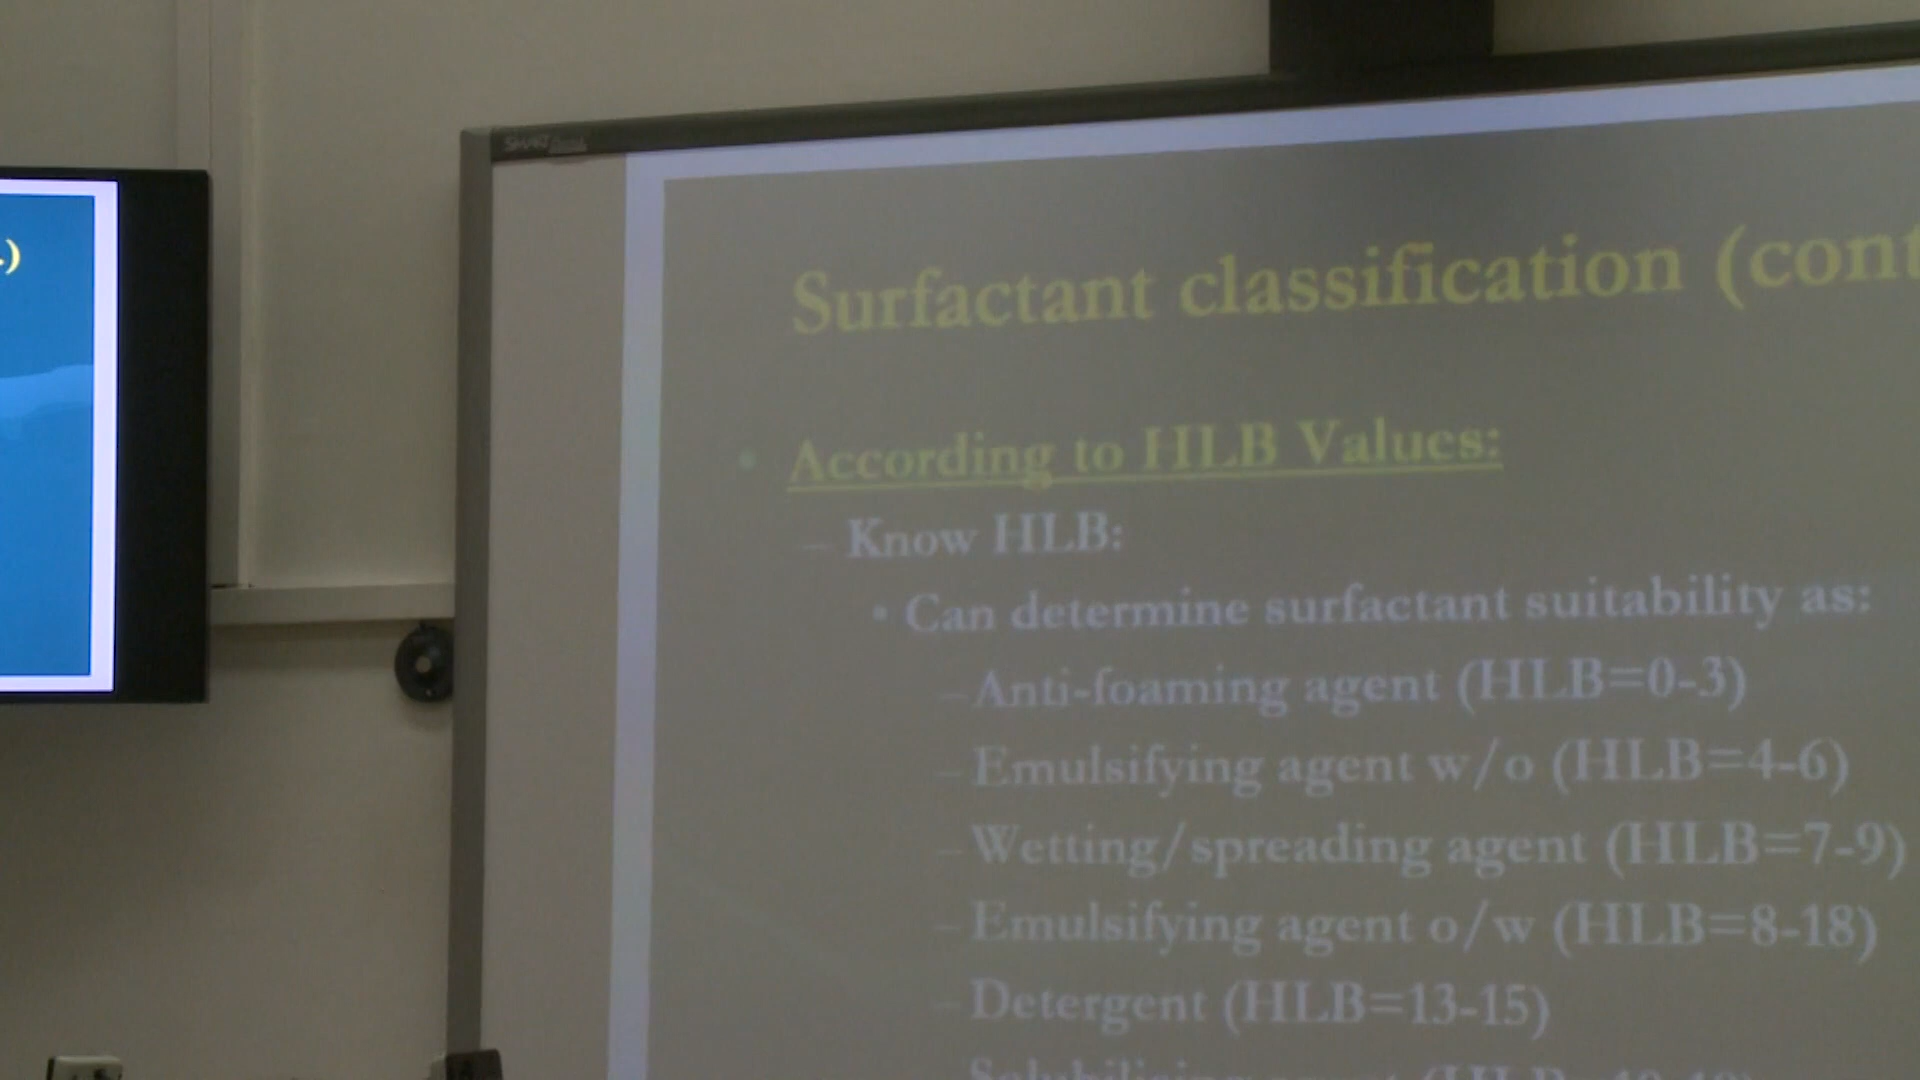 SMART Board
.)
Surfactant classification (cont
• According to HLB Values:
– Know HLB:
• Can determine surfactant suitability as:
– Anti-foaming agent (HLB=0-3)
– Emulsifying agent w/o (HLB=4-6)
– Wetting/spreading agent (HLB=7-9)
– Emulsifying agent o/w (HLB=8-18)
– Detergent (HLB=13-15)